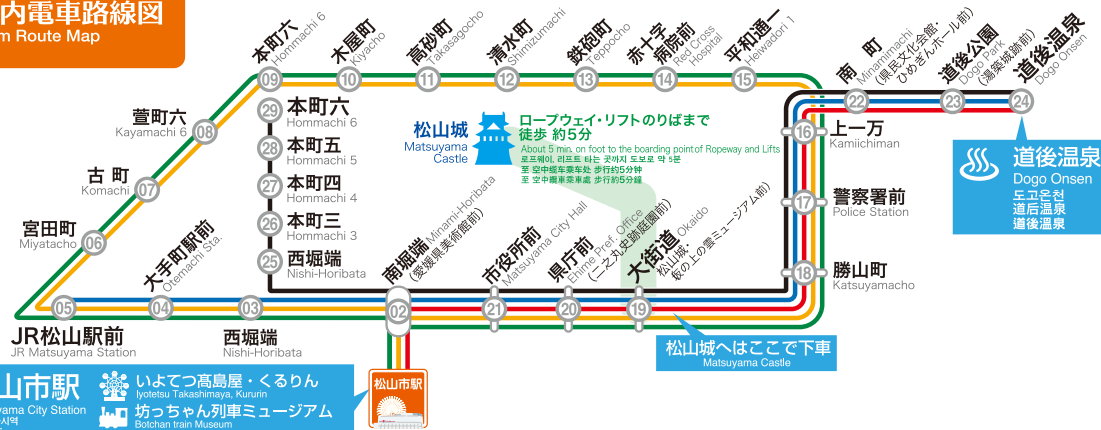 内電車路線図
m Route Map
本町六
Hommachi 6
木屋町
Kiyacho
高砂町
Takasagocho
清水町
Shimizumachi
鉄砲町
Teppocho
赤十字
病院前
Red Cross
Hospital
平和通一
Heiwadori 1
南 町
Minamimachi
(県民文化会館・
ひめぎんホール前)
道後公園
Dogo Park
(湯築城跡前)
道後温泉
Dogo Onsen
09
10
11
12
13
14
15
22
23
24
萱町六
Kayamachi 6
08
古 町
Komachi
07
宮田町
Miyatacho
06
29
本町六
Hommachi 6
28
本町五
Hommachi 5
27
本町四
Hommachi 4
26
本町三
Hommachi 3
25
西堀端
Nishi-Horibata
松山城
Matsuyama
Castle
ロープウェイ・リフトのりばまで
徒歩 約5分
About 5 min. on foot to the boarding point of Ropeway and Lifts
로프웨이, 리프트 타는 곳까지 도보로 약 5분
至 空中缆车乘车处 步行约5分钟
至 空中纜車乘車處 步行約5分鐘
16
上一万
Kamiichiman
17
警察署前
Police Station
18
勝山町
Katsuyamacho
道後温泉
Dogo Onsen
도고온천
道后温泉
道後溫泉
大手町駅前
Otemachi Sta.
南堀端
Minami-Horibata
(愛媛県美術館前)
市役所前
Matsuyama City Hall
県庁前
Ehime Pref. Office
(二之丸史跡庭園前)
大街道
Okaido
(松山城・
坂の上の雲ミュージアム前)
05
04
03
02
21
20
19
JR松山駅前
JR Matsuyama Station
西堀端
Nishi-Horibata
松山城へはここで下車
Matsuyama Castle
山市駅
yama City Station
시역
いよてつ髙島屋・くるりん
Iyotetsu Takashimaya, Kururin
坊っちゃん列車ミュージアム
Botchan train Museum
松山市駅